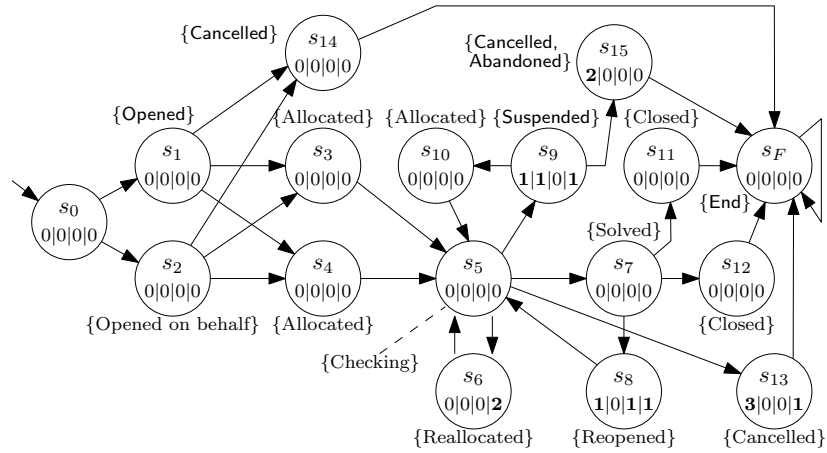 {Cancelled}
s14
0|0|0|0
{Cancelled,
Abandoned}
s15
2|0|0|0
{Opened}
s1
0|0|0|0
{Allocated}
s3
0|0|0|0
{Allocated}
s10
0|0|0|0
{Suspended}
s9
1|1|0|1
{Closed}
s11
0|0|0|0
sF
0|0|0|0
{End}
s0
0|0|0|0
s2
0|0|0|0
{Opened on behalf}
s4
0|0|0|0
{Allocated}
s5
0|0|0|0
{Solved}
s7
0|0|0|0
s12
0|0|0|0
{Closed}
{Checking}
s6
0|0|0|2
{Reallocated}
s8
1|0|1|1
{Reopened}
s13
3|0|0|1
{Cancelled}